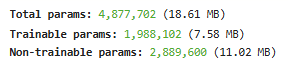 Total params: 4,877,702 (18.61 MB)
Trainable params: 1,988,102 (7.58 MB)
Non-trainable params: 2,889,600 (11.02 MB)